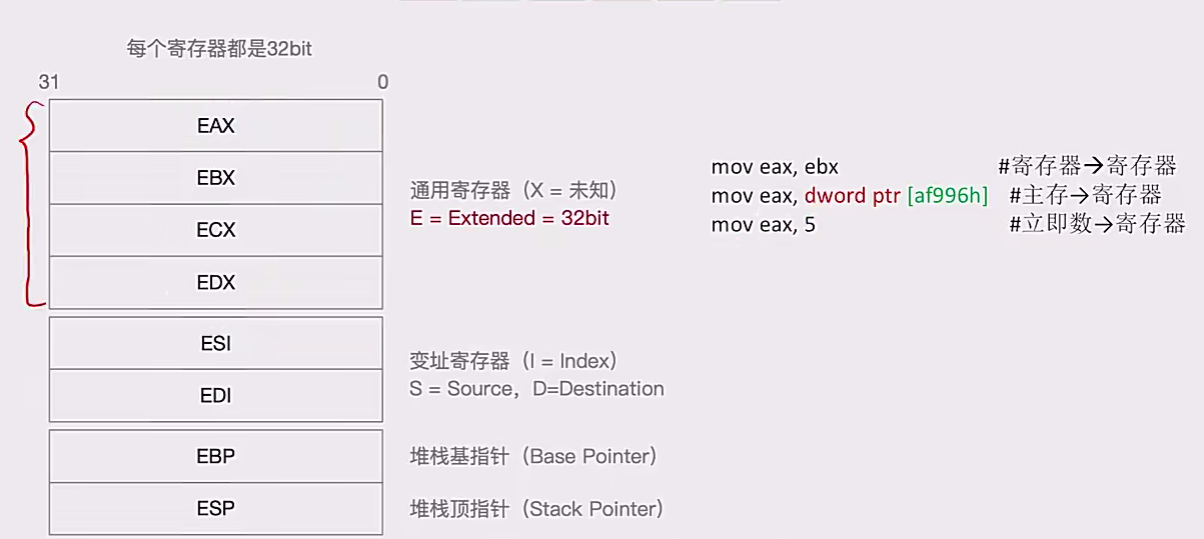 每个寄存器都是32bit
31 0
EAX
EBX
ECX
EDX
通用寄存器（X = 未知）
E = Extended = 32bit
mov eax, ebx #寄存器→寄存器
mov eax, dword ptr [af996h] #主存→寄存器
mov eax, 5 #立即数→寄存器
ESI
EDI
变址寄存器（I = Index）
S = Source，D=Destination
EBP
堆栈基指针（Base Pointer）
ESP
堆栈顶指针（Stack Pointer）